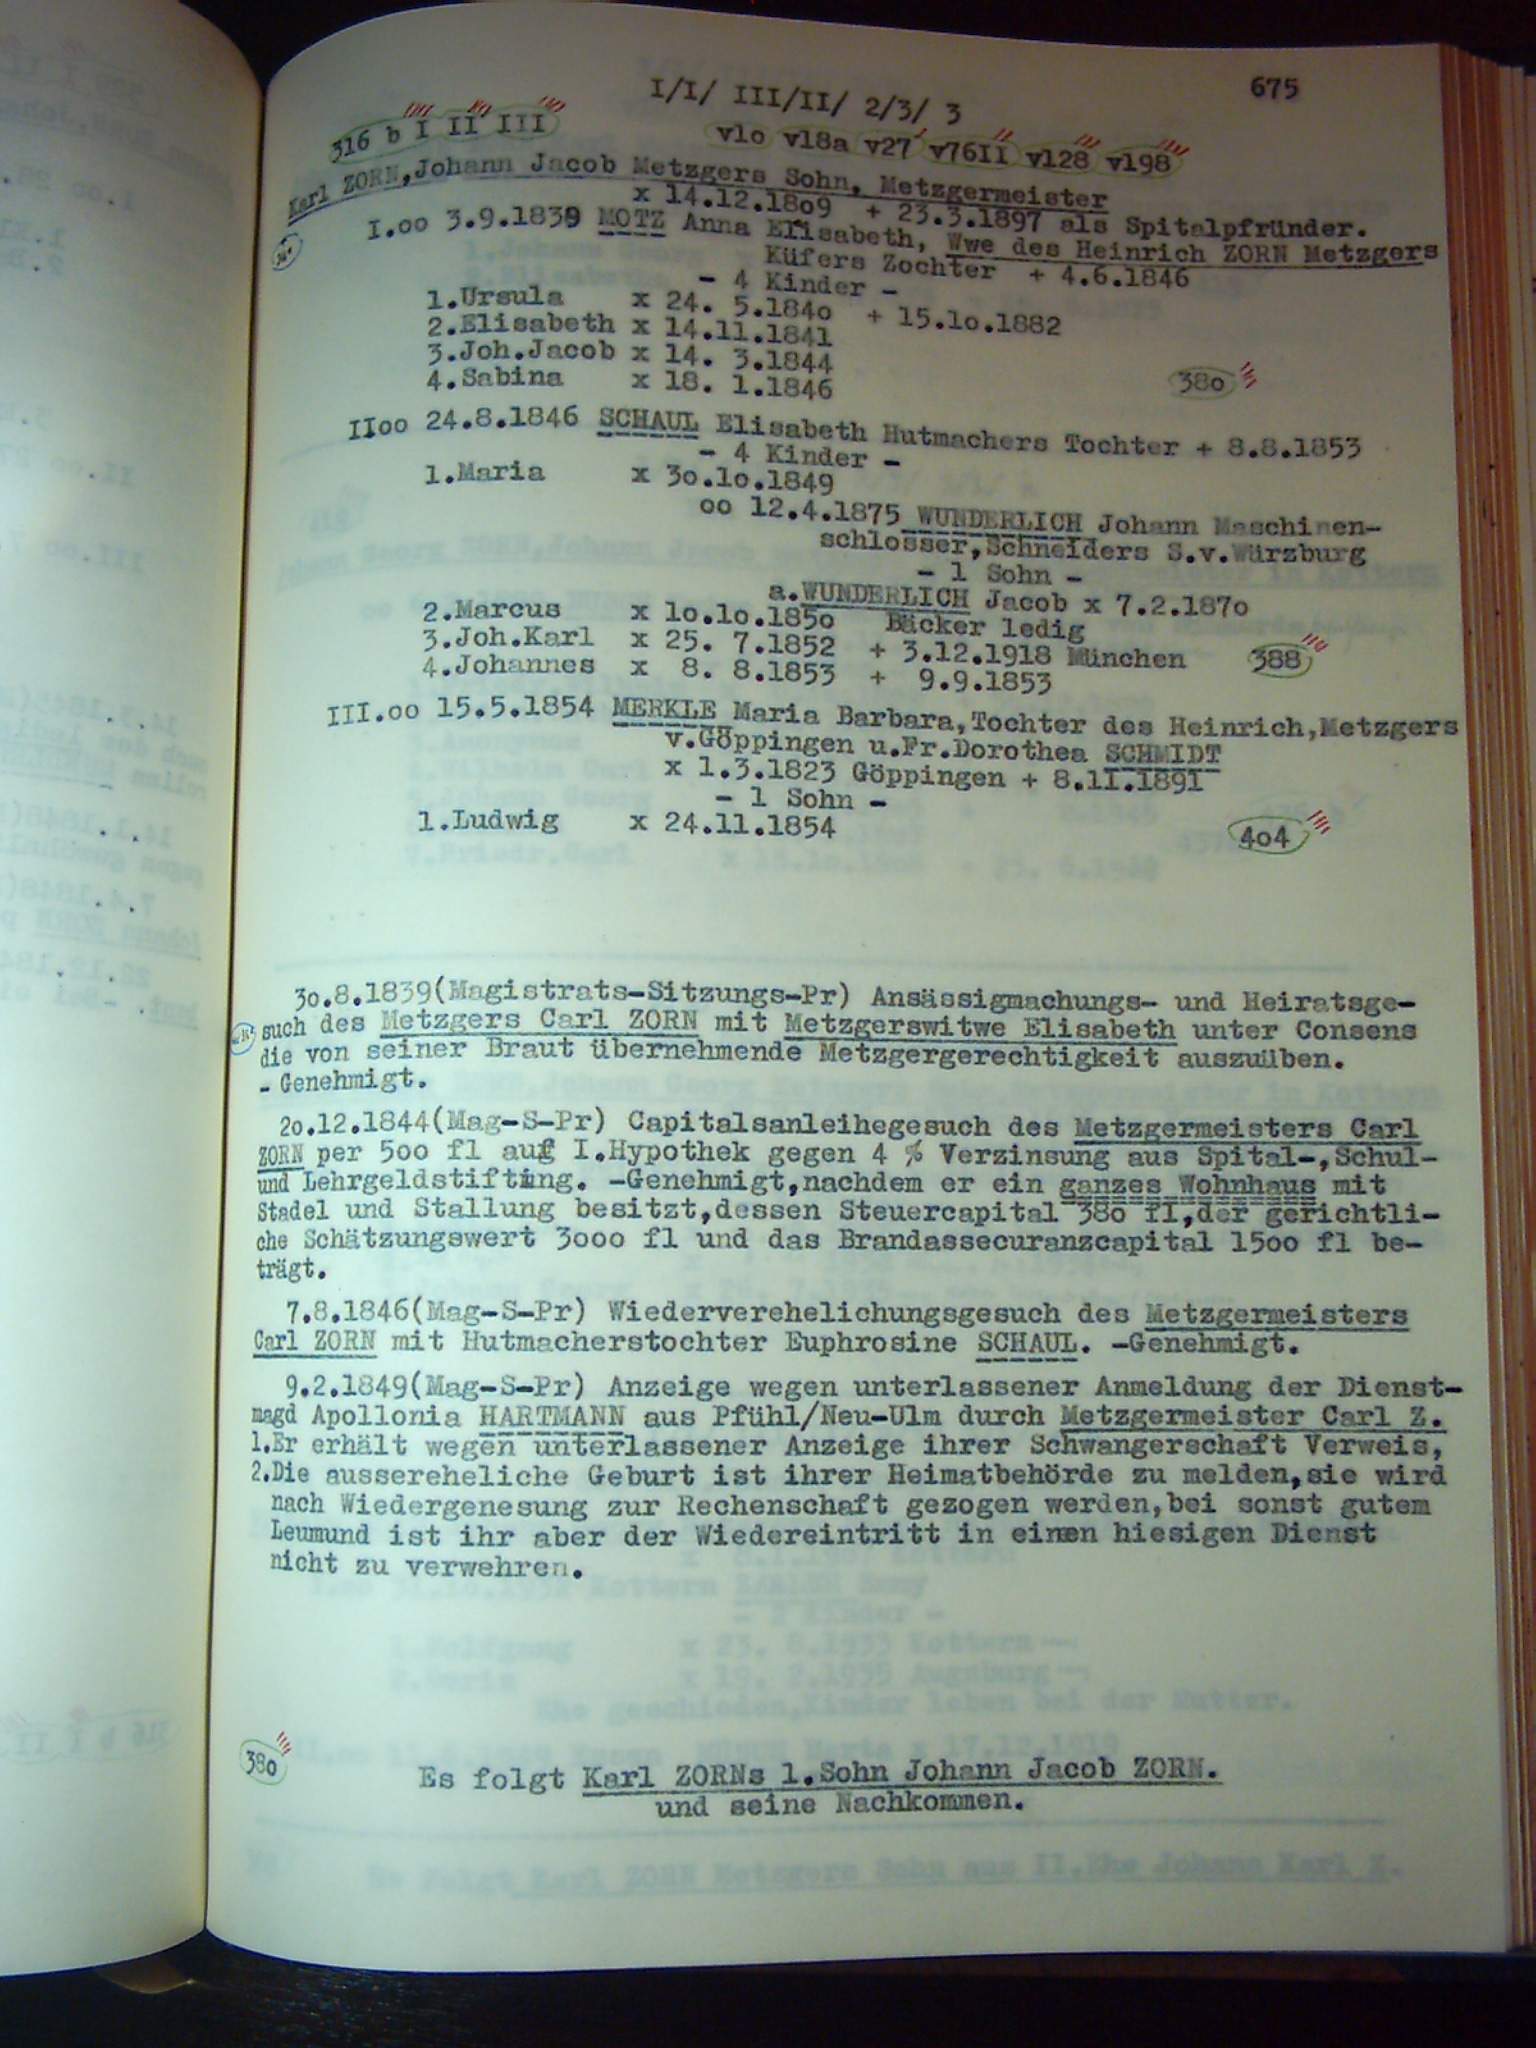 675
I/I/ III/II/ 2/3/ 3
316 b I II III
v1o v18a v27 v76II v128 v198
Karl ZORN,Johann Jacob Metzgers Sohn, Metzgermeister
x 14.12.18o9 + 23.3.1897 als Spitalpfründer.
I.oo 3.9.1839 MOTZ Anna Elisabeth, Wwe des Heinrich ZORN Metzgers
Küfers Zochter + 4.6.1846
- 4 Kinder -
1.Ursula x 24. 5.184o + 15.1o.1882
2.Elisabeth x 14.11.1841
3.Joh.Jacob x 14. 3.1844
4.Sabina x 18. 1.1846
38o
IIoo 24.8.1846 SCHAUL Elisabeth Hutmachers Tochter + 8.8.1853
- 4 Kinder -
1.Maria x 3o.1o.1849
oo 12.4.1875 WUNDERLICH Johann Maschinen-
schlosser,Schneiders S.v.Würzburg
- 1 Sohn -
a.WUNDERLICH Jacob x 7.2.187o
2.Marcus x 1o.1o.185o Bäcker ledig
3.Joh.Karl x 25. 7.1852 + 3.12.1918 München 388
4.Johannes x 8. 8.1853 + 9.9.1853
III.oo 15.5.1854 MERKLE Maria Barbara,Tochter des Heinrich,Metzgers
v.Göppingen u.Fr.Dorothea SCHMIDT
x 1.3.1823 Göppingen + 8.11.1891
- 1 Sohn -
1.Ludwig x 24.11.1854
4o4
3o.8.1839(Magistrats-Sitzungs-Pr) Ansässigmachungs- und Heiratsge-
such des Metzgers Carl ZORN mit Metzgerswitwe Elisabeth unter Consens
die von seiner Braut übernehmende Metzgergerechtigkeit auszuüben.
- Genehmigt.
2o.12.1844(Mag-S-Pr) Capitalsanleihegesuch des Metzgermeisters Carl
ZORN per 5oo fl auf I.Hypothek gegen 4 % Verzinsung aus Spital-,Schul-
und Lehrgeldstiftung. -Genehmigt,nachdem er ein ganzes Wohnhaus mit
Stadel und Stallung besitzt,dessen Steuercapital 38o fl,der gerichtli-
che Schätzungswert 3ooo fl und das Brandassecuranzcapital 15oo fl be-
trägt.
7.8.1846(Mag-S-Pr) Wiederverehelichungsgesuch des Metzgermeisters
Carl ZORN mit Hutmacherstochter Euphrosine SCHAUL. -Genehmigt.
9.2.1849(Mag-S-Pr) Anzeige wegen unterlassener Anmeldung der Dienst-
magd Apollonia HARTMANN aus Pfühl/Neu-Ulm durch Metzgermeister Carl Z.
1.Er erhält wegen unterlassener Anzeige ihrer Schwangerschaft Verweis,
2.Die aussereheliche Geburt ist ihrer Heimatbehörde zu melden,sie wird
nach Wiedergenesung zur Rechenschaft gezogen werden,bei sonst gutem
Leumund ist ihr aber der Wiedereintritt in einen hiesigen Dienst
nicht zu verwehren.
38o
Es folgt Karl ZORNs 1.Sohn Johann Jacob ZORN.
und seine Nachkommen.